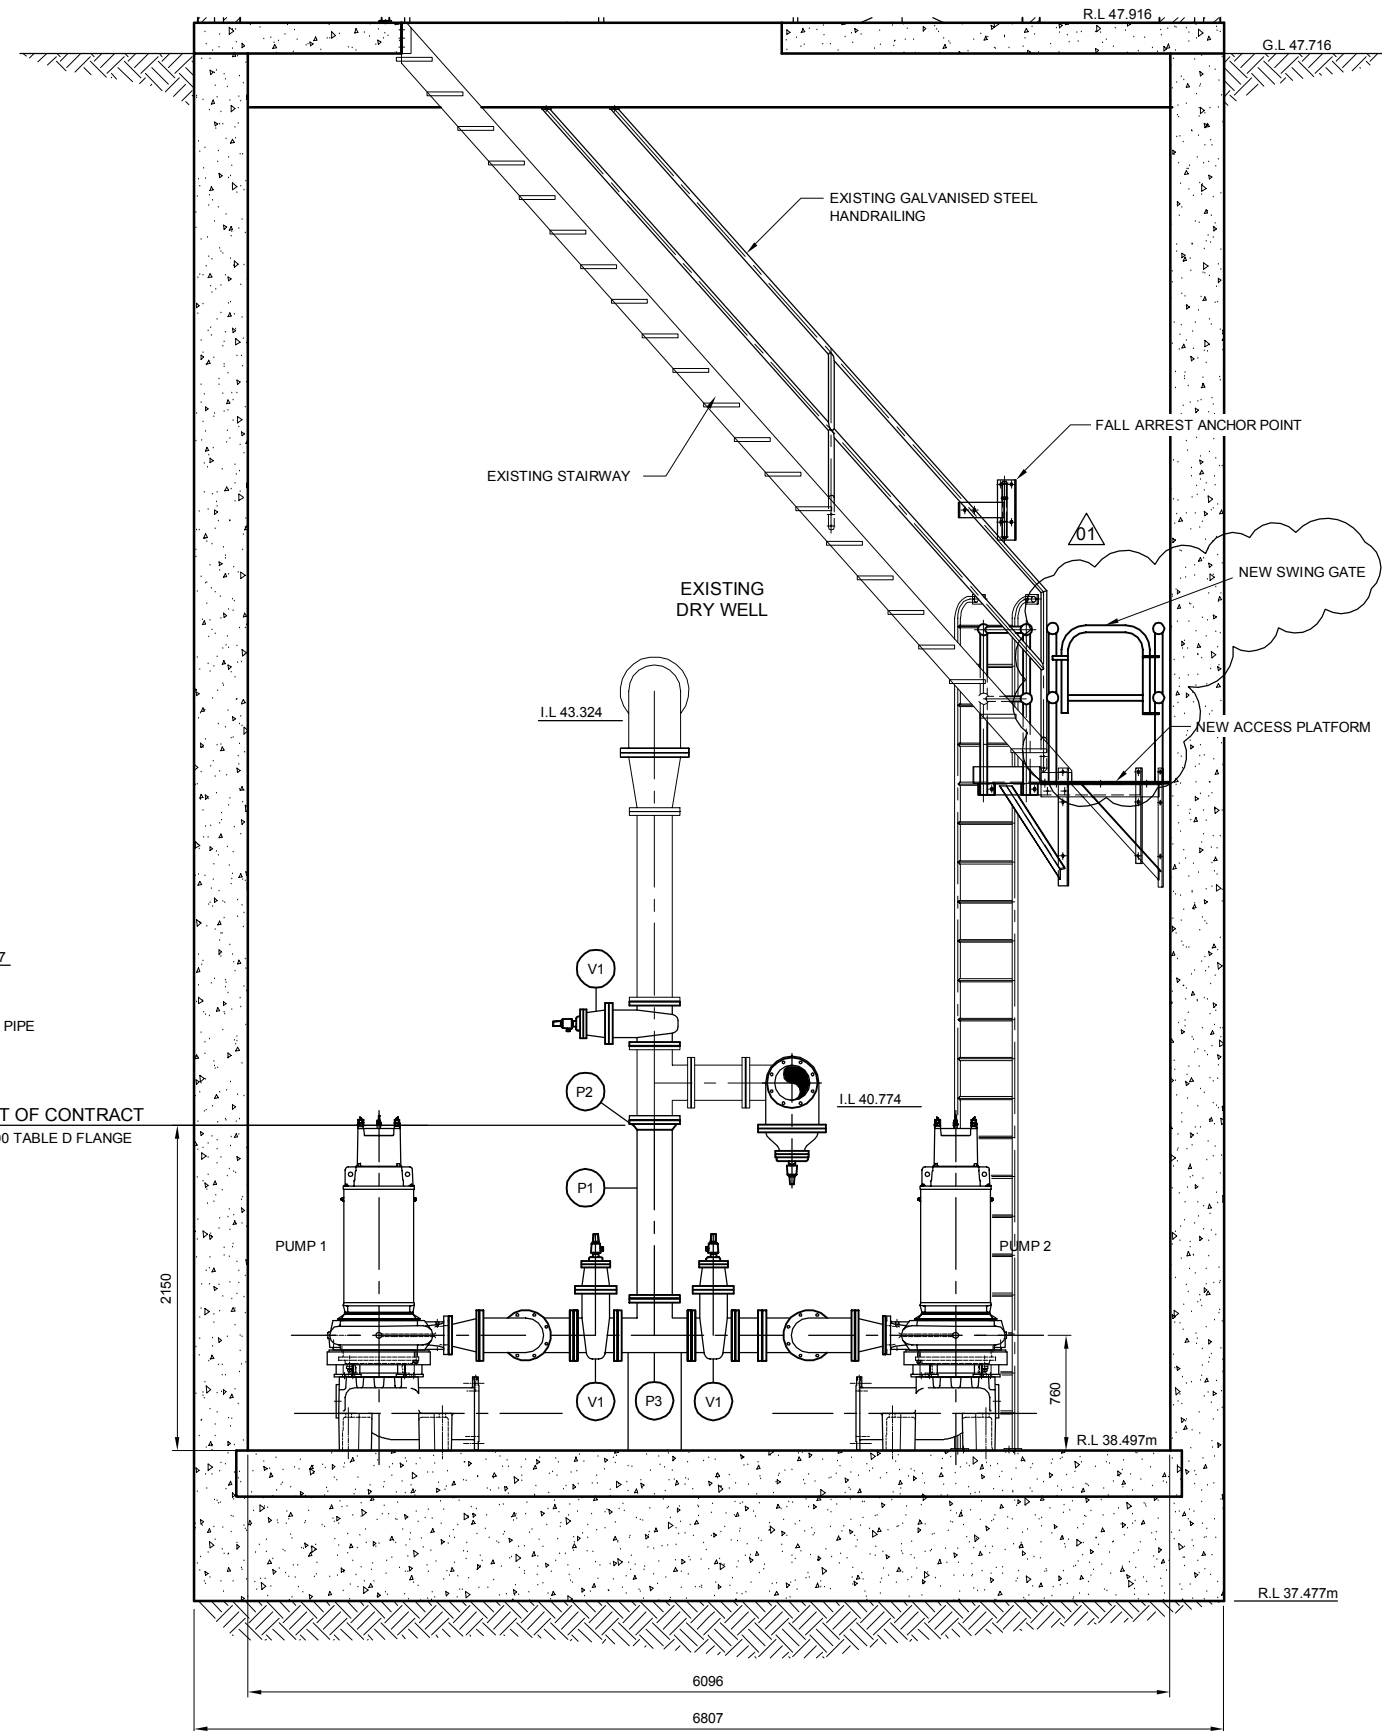 R.L 47.916
G.L 47.716
EXISTING GALVANISED STEEL
HANDRAILING
FALL ARREST ANCHOR POINT
EXISTING STAIRWAY
01
NEW SWING GATE
EXISTING
DRY WELL
I.L 43.324
NEW ACCESS PLATFORM
7
V1
PIPE
P2
I.L 40.774
T OF CONTRACT
00 TABLE D FLANGE
P1
PUMP 1
PUMP 2
2150
760
V1
P3
V1
R.L 38.497m
R.L 37.477m
6096
6807